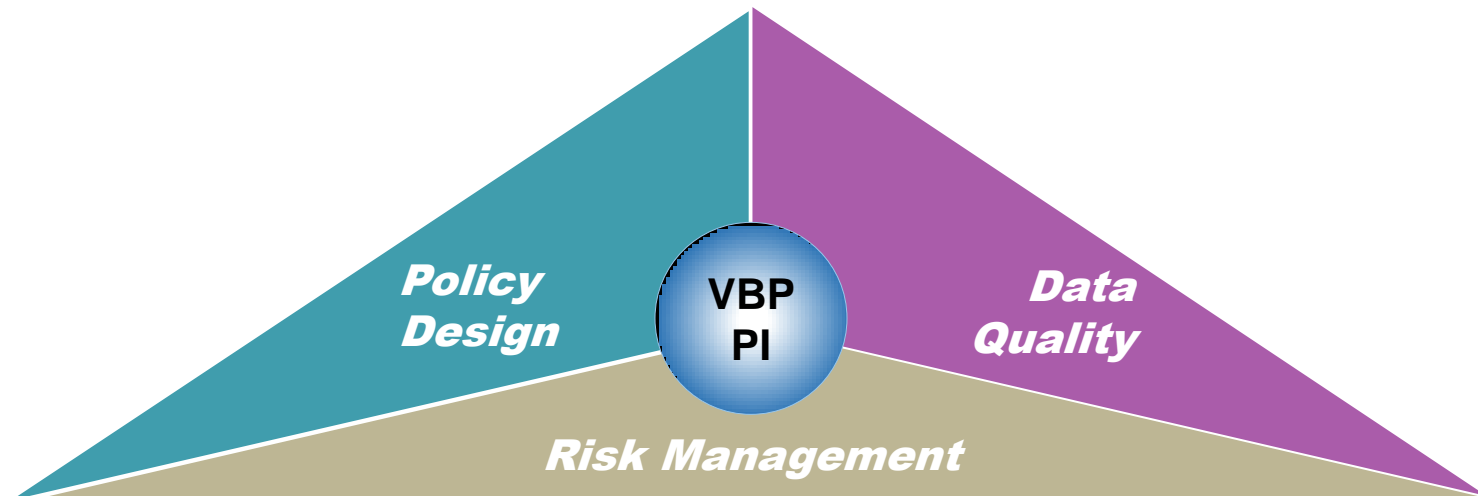 Policy
Design
VBP
PI
Data
Quality
Risk Management